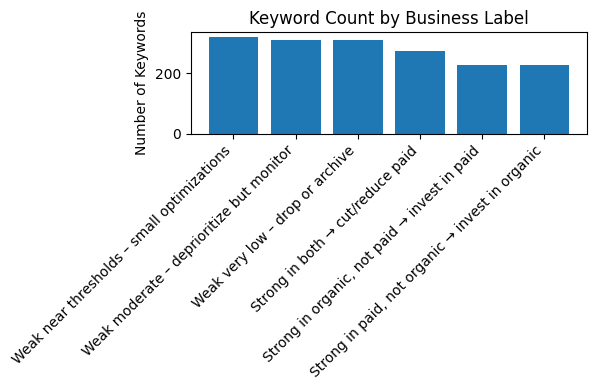 Keyword Count by Business Label
Number of Keywords
200
0
Weak near thresholds – small optimizations
Weak moderate – deprioritize but monitor
Weak very low – drop or archive
Strong in both → cut/reduce paid
Strong in organic, not paid → invest in paid
Strong in paid, not organic → invest in organic